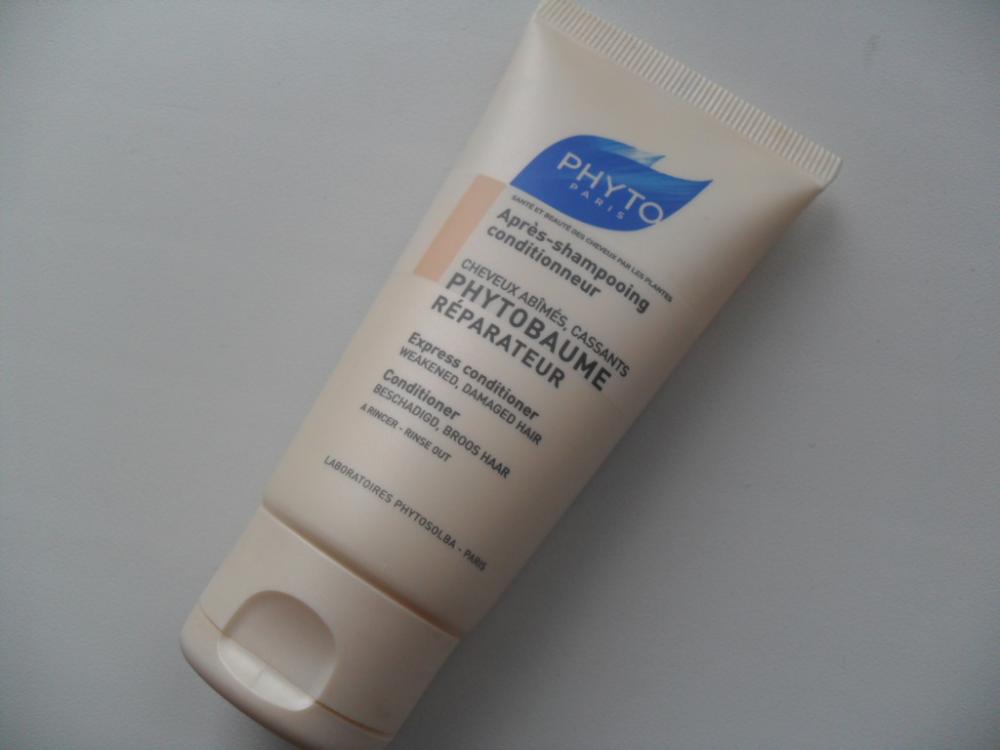 PHYTO
PARIS
SANTÉ ET BEAUTÉ DES CHEVEUX PAR LES PLANTES
Après-shampooing
conditionneur
CHEVEUX ABÎMÉS, CASSANTS
PHYTOBAUME
RÉPARATEUR
Express conditioner
WEAKENED, DAMAGED HAIR
Conditioner
BESCHADIGD, BROOS HAAR
A RINCER - RINSE OUT
LABORATOIRES PHYTOSOLBA - PARIS